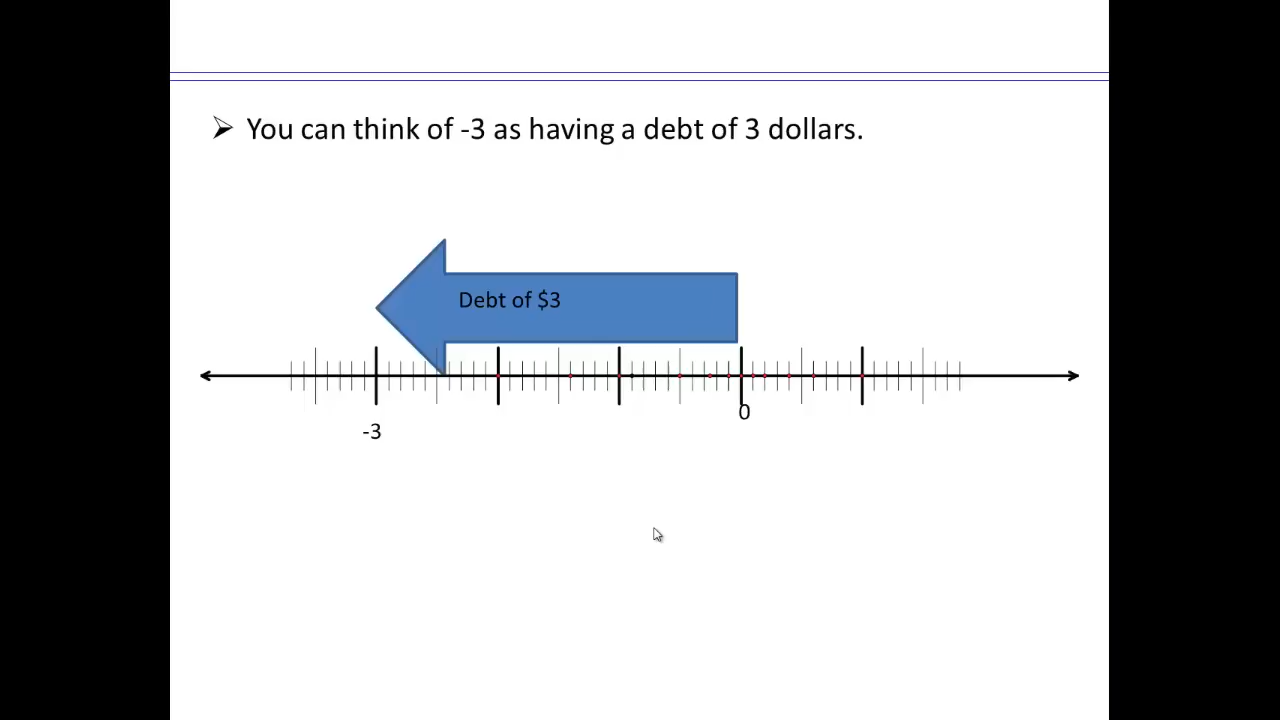 You can think of -3 as having a debt of 3 dollars.
Debt of $3
0
-3